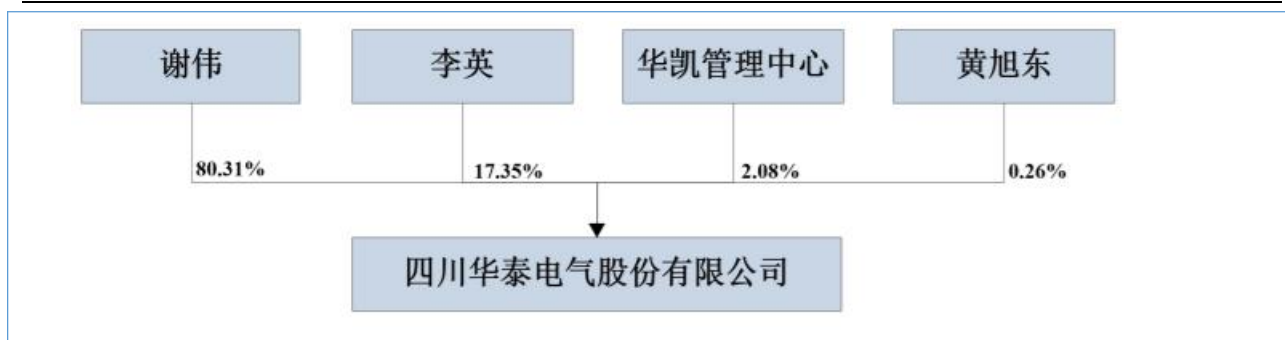 谢伟
李英
华凯管理中心
黄旭东
80.31%
17.35%
2.08%
0.26%
四川华泰电气股份有限公司